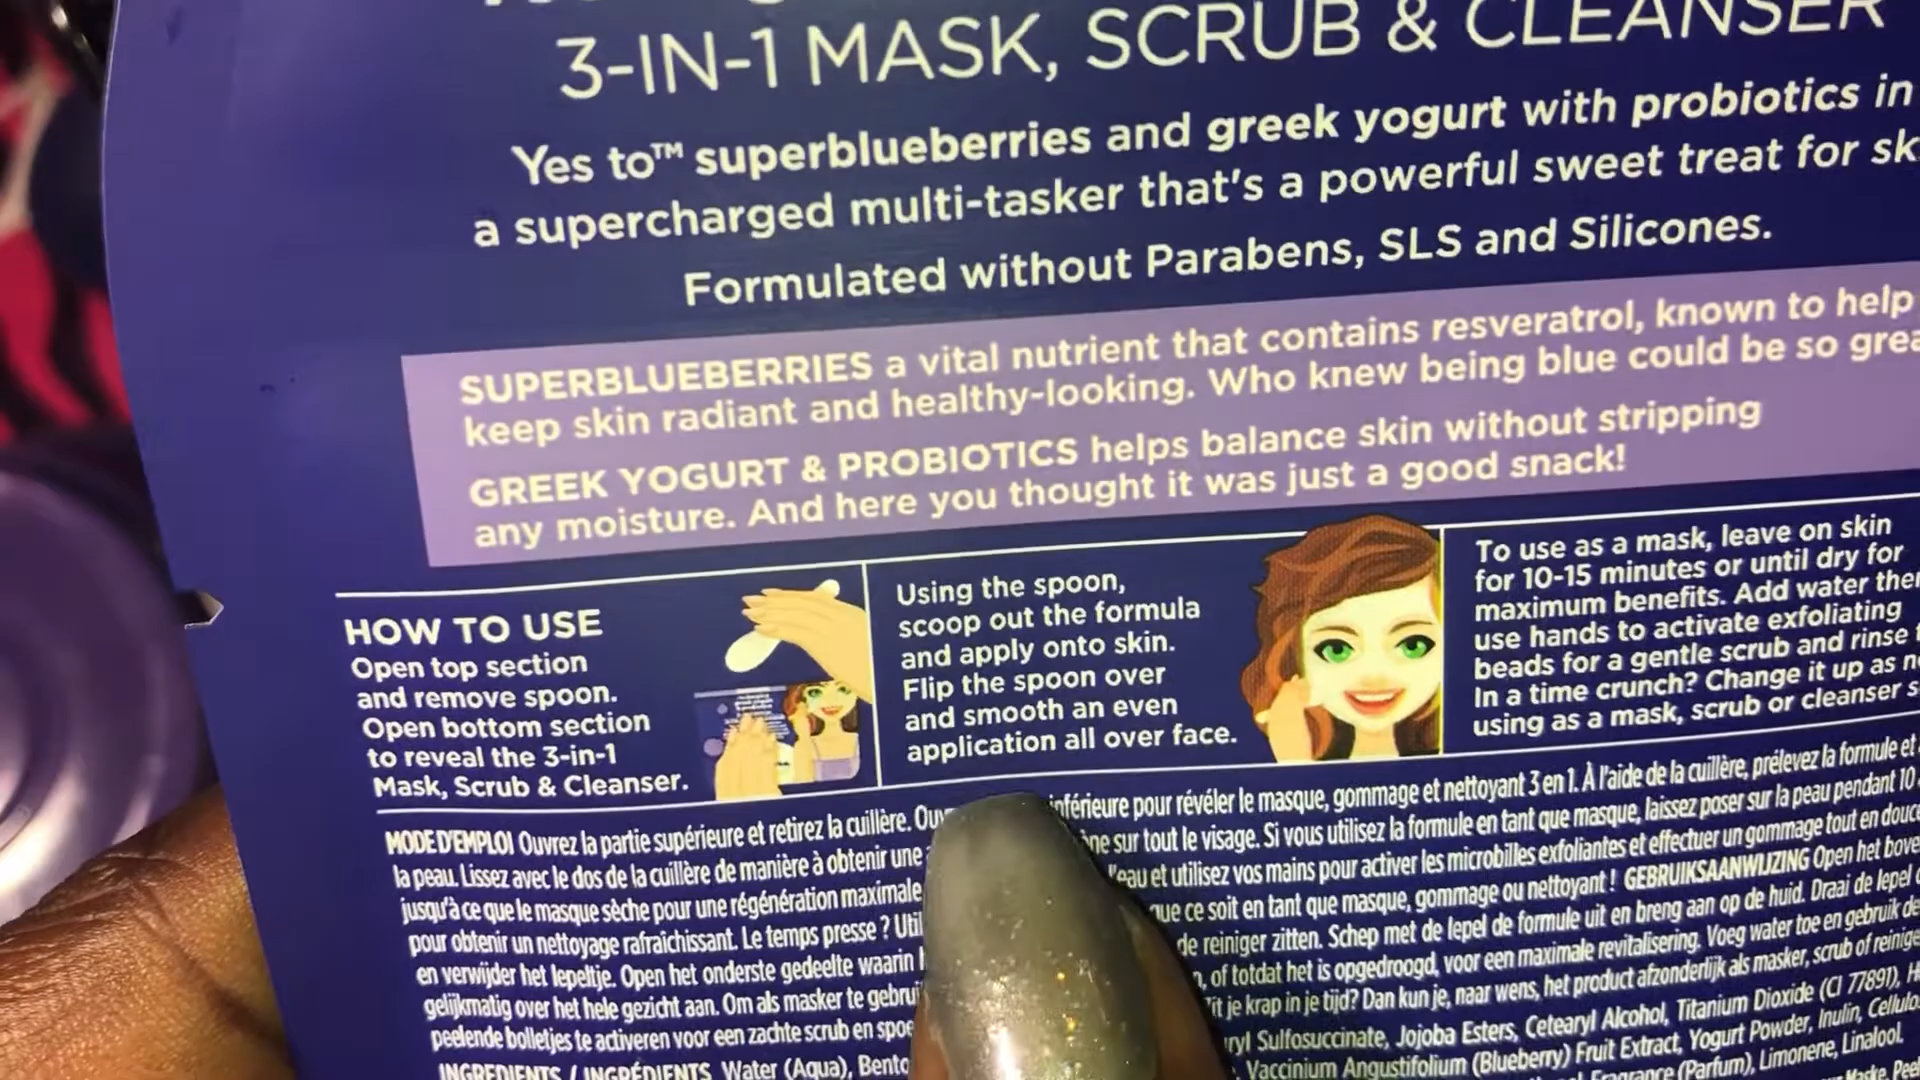 3-IN-1 MASK, SCRUB & CLEANSER
Yes to™ superblueberries and greek yogurt with probiotics in
a supercharged multi-tasker that's a powerful sweet treat for
Formulated without Parabens, SLS and Silicones.
SUPERBLUEBERRIES a vital nutrient that contains resveratrol, known to help
keep skin radiant and healthy-looking. Who knew being blue could be so
GREEK YOGURT & PROBIOTICS helps balance skin without stripping
any moisture. And here you thought it was just a good snack!
HOW TO USE
Open top section
and remove spoon.
Open bottom section
to reveal the 3-in-1
Mask, Scrub & Cleanser.
Using the spoon,
scoop out the formula
and apply onto skin.
Flip the spoon over
and smooth an even
application all over face.
To use as a mask, leave on skin
for 10-15 minutes or until dry for
maximum benefits. Add water
use hands to activate exfoliating
beads for a gentle scrub and rinse
In a time crunch? Change it up as
using as a mask, scrub or cleanser
MODE D'EMPLOI Ouvrez la partie supérieure et retirez la cuillère. inférieure pour révéler le masque, gommage et nettoyant 3 en 1. À l'aide de la cuillère, prélevez la formule et
la peau. Lissez avec le dos de la cuillère de manière à obtenir une sur tout le visage. Si vous utilisez la formule en tant que masque, laissez poser sur la peau pendant 10
jusqu'à ce que le masque sèche pour une régénération maximale l'eau et utilisez vos mains pour activer les microbilles exfoliantes et effectuer un gommage tout en
pour obtenir un nettoyage rafraîchissant. Le temps presse ? que ce soit en tant que masque, gommage ou nettoyant ! GEBRUIKSAANWIJZING Open het
en verwijder het lepeltje. Open het onderste gedeelte waarin de reiniger zitten. Schep met de lepel de formule uit en breng aan op de huid. Draai de lepel
gelijkmatig over het hele gezicht aan. Om als masker te , of totdat het is opgedroogd, voor een maximale revitalisering. Voeg water toe en gebruik
peelende bolletjes te activeren voor een zachte scrub en je krap in je tijd? Dan kun je, naar wens, het product afzonderlijk als masker, scrub of
INGREDIENTS / INGRÉDIENTS Water (Aqua), Sulfosuccinate, Jojoba Esters, Cetearyl Alcohol, Titanium Dioxide (CI 77891),
Vaccinium Angustifolium (Blueberry) Fruit Extract, Yogurt Powder, Inulin,
Fragrance (Parfum), Limonene, Linalool,